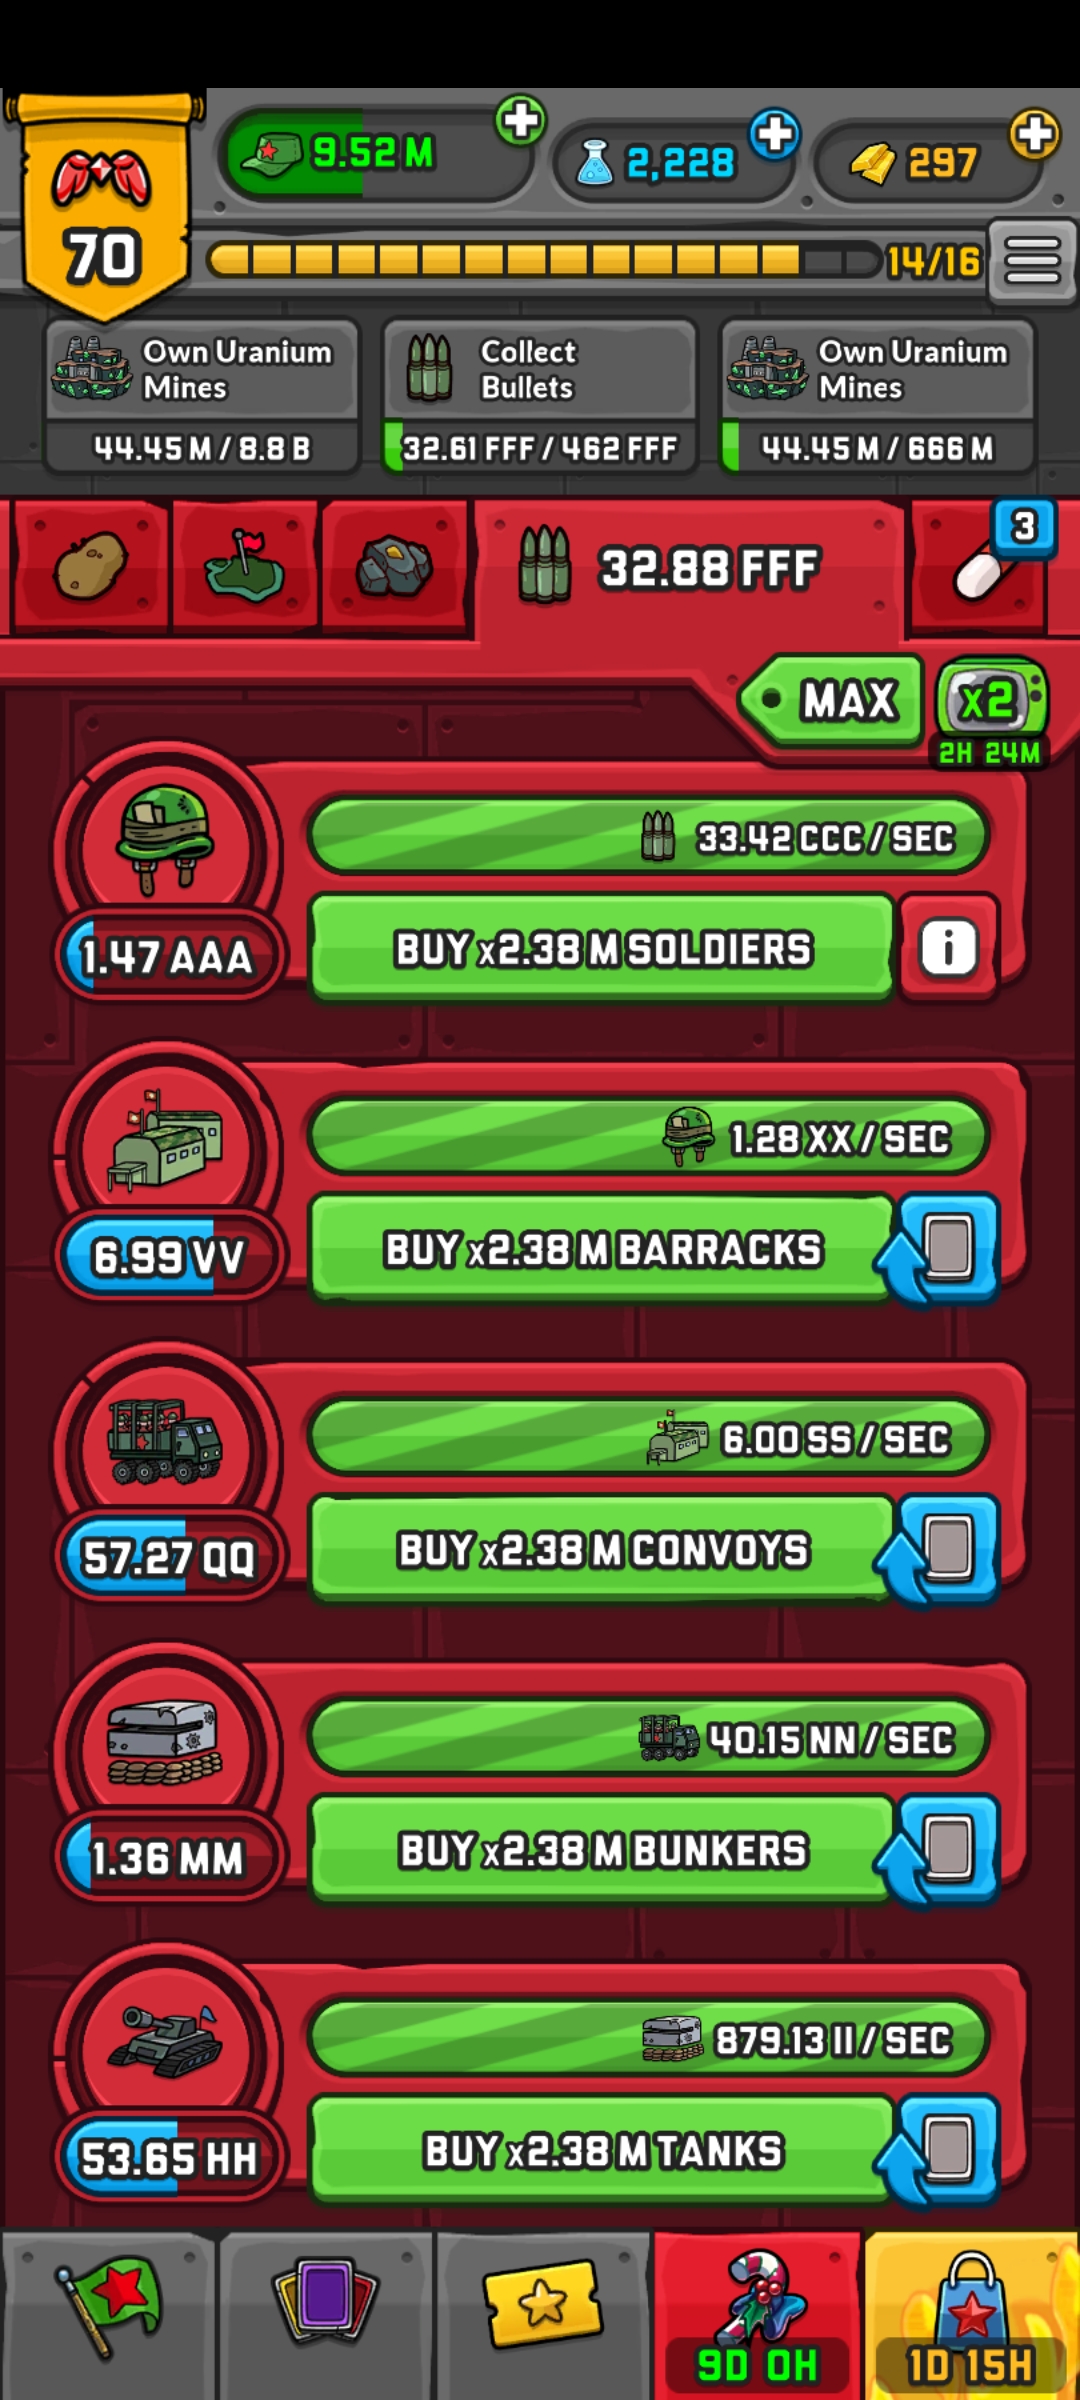 9.52 M
2,228
297
70
14/16
Own Uranium
Mines
44.45 M / 8.8 B
Collect
Bullets
32.61 FFF / 462 FFF
Own Uranium
Mines
44.45 M / 666 M
32.88 FFF
3
MAX
x2
2H 24M
33.42 CCC / SEC
1.47 AAA
BUY x2.38 M SOLDIERS
i
1.28 XX / SEC
6.99 VV
BUY x2.38 M BARRACKS
6.00 SS / SEC
57.27 QQ
BUY x2.38 M CONVOYS
40.15 NN / SEC
1.36 MM
BUY x2.38 M BUNKERS
879.13 II / SEC
53.65 HH
BUY x2.38 M TANKS
9D 0H
1D 15H